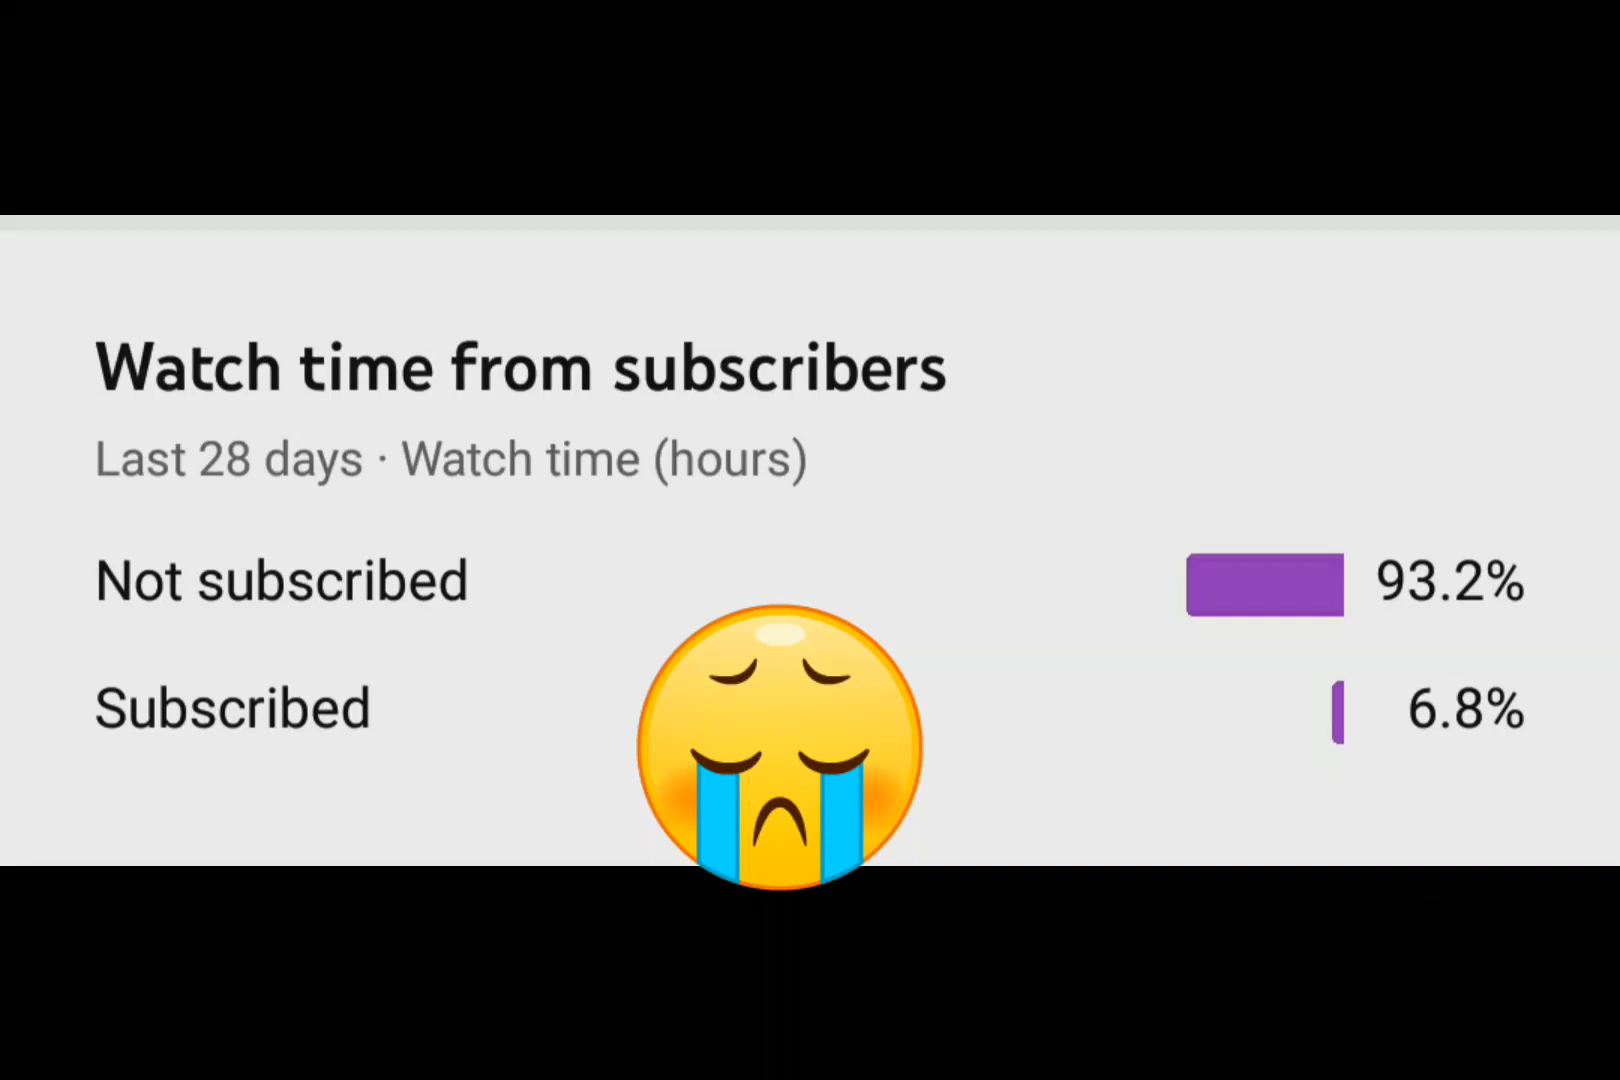 Watch time from subscribers
Last 28 days · Watch time (hours)
Not subscribed 93.2%
Subscribed 6.8%